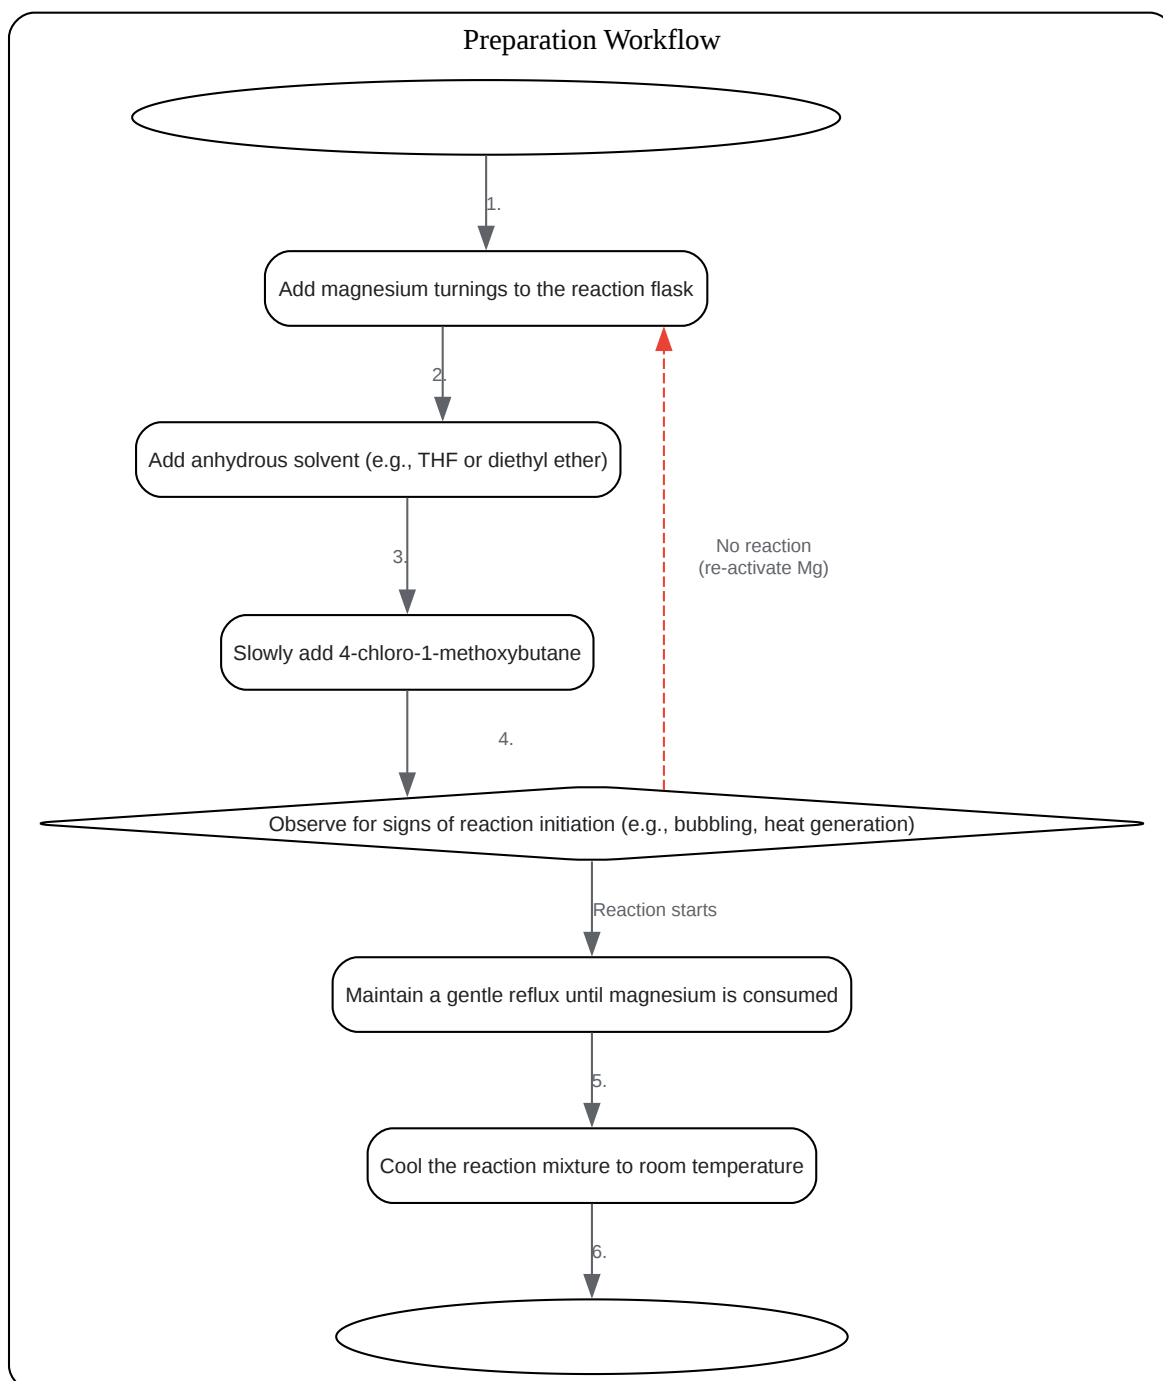 Preparation Workflow
1.
Add magnesium turnings to the reaction flask
2.
Add anhydrous solvent (e.g., THF or diethyl ether)
3.
No reaction
(re-activate Mg)
Slowly add 4-chloro-1-methoxybutane
4.
Observe for signs of reaction initiation (e.g., bubbling, heat generation)
Reaction starts
Maintain a gentle reflux until magnesium is consumed
5.
Cool the reaction mixture to room temperature
6.